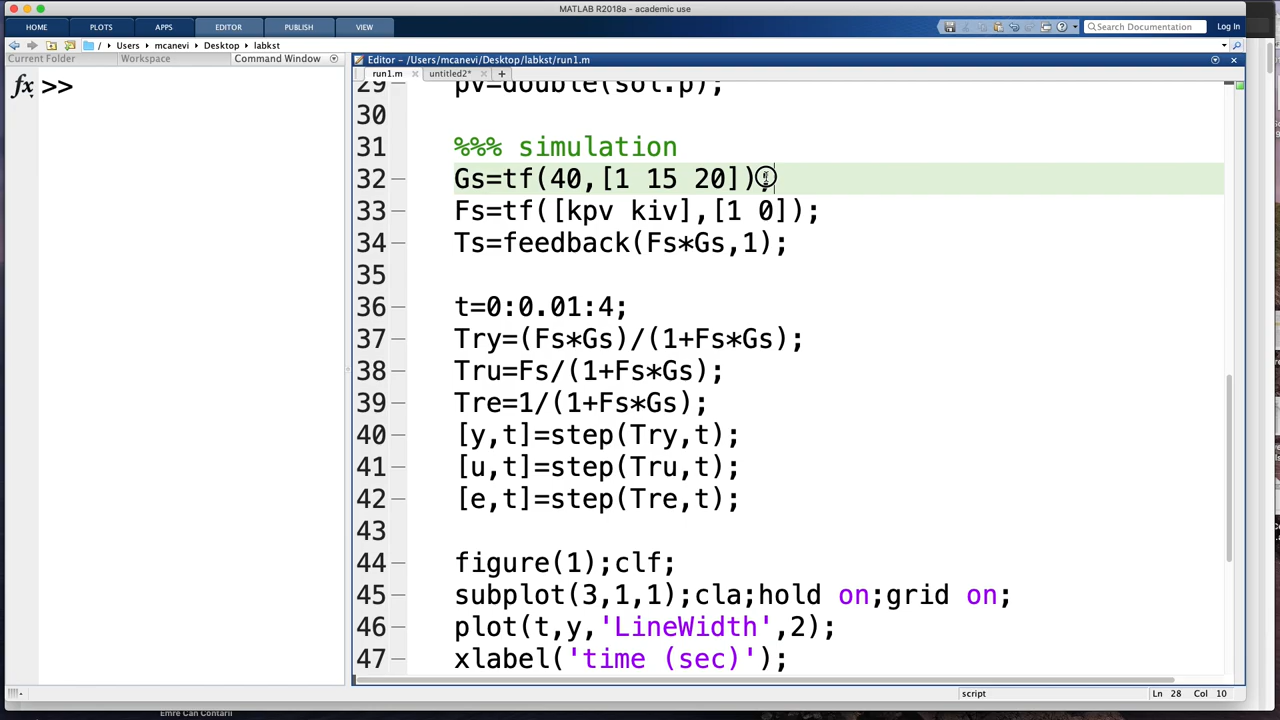 MATLAB R2018a - academic use
HOME PLOTS APPS EDITOR PUBLISH VIEW
Search Documentation Log In
/ Users mcanevi Desktop labkst
Current Folder Workspace Command Window
Editor - /Users/mcanevi/Desktop/labkst/run1.m
run1.m untitled2*
fx >>
29 pv=double(sol.p);
30
31 %%% simulation
32 Gs=tf(40,[1 15 20]);
33 Fs=tf([kpv kiv],[1 0]);
34 Ts=feedback(Fs*Gs,1);
35
36 t=0:0.01:4;
37 Try=(Fs*Gs)/(1+Fs*Gs);
38 Tru=Fs/(1+Fs*Gs);
39 Tre=1/(1+Fs*Gs);
40 [y,t]=step(Try,t);
41 [u,t]=step(Tru,t);
42 [e,t]=step(Tre,t);
43
44 figure(1);clf;
45 subplot(3,1,1);cla;hold on;grid on;
46 plot(t,y,'LineWidth',2);
47 xlabel('time (sec)');
script Ln 28 Col 10